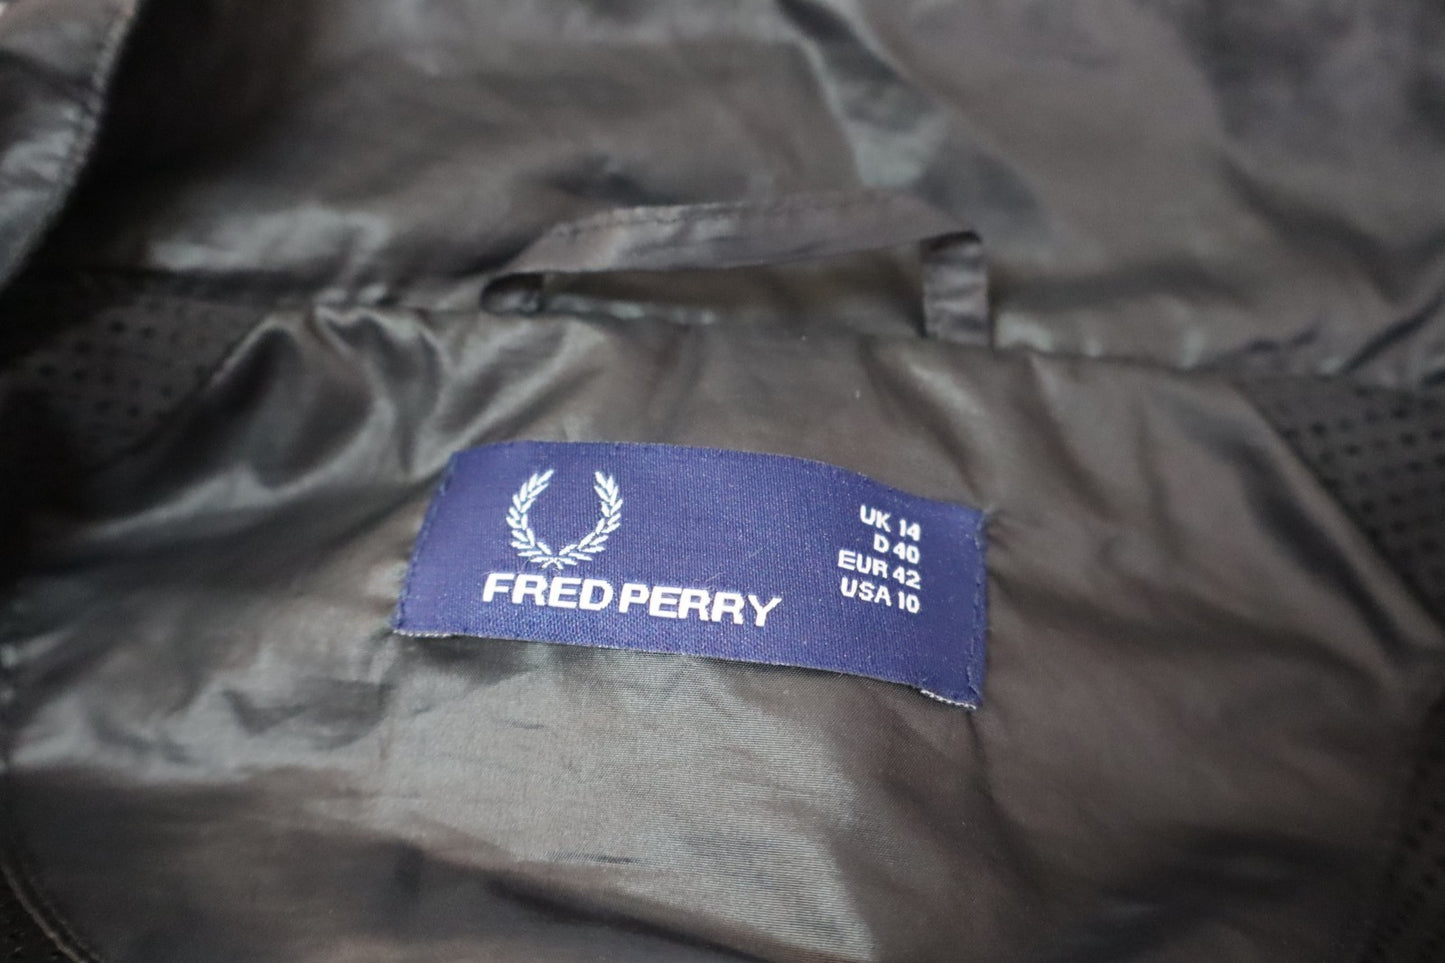 FRED PERRY
UK 14
D 40
EUR 42
USA 10